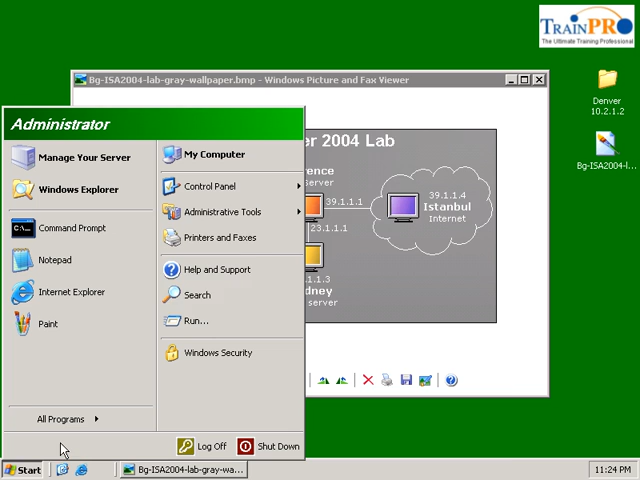 TRAINPRO
The Ultimate Training Professional
Bg-ISA2004-lab-gray-wallpaper.bmp - Windows Picture and Fax Viewer
Denver
10.2.1.2
Bg-ISA2004-l...
Administrator
Manage Your Server
Windows Explorer
C:\_
Command Prompt
Notepad
Internet Explorer
Paint
All Programs
My Computer
Control Panel
Administrative Tools
Printers and Faxes
Help and Support
Search
Run...
Windows Security
Log Off
Shut Down
er 2004 Lab
rence
server
39.1.1.1
23.1.1.1
39.1.1.4
Istanbul
Internet
.1.1.3
dney
server
Start
Bg-ISA2004-lab-gray-wa...
11:24 PM